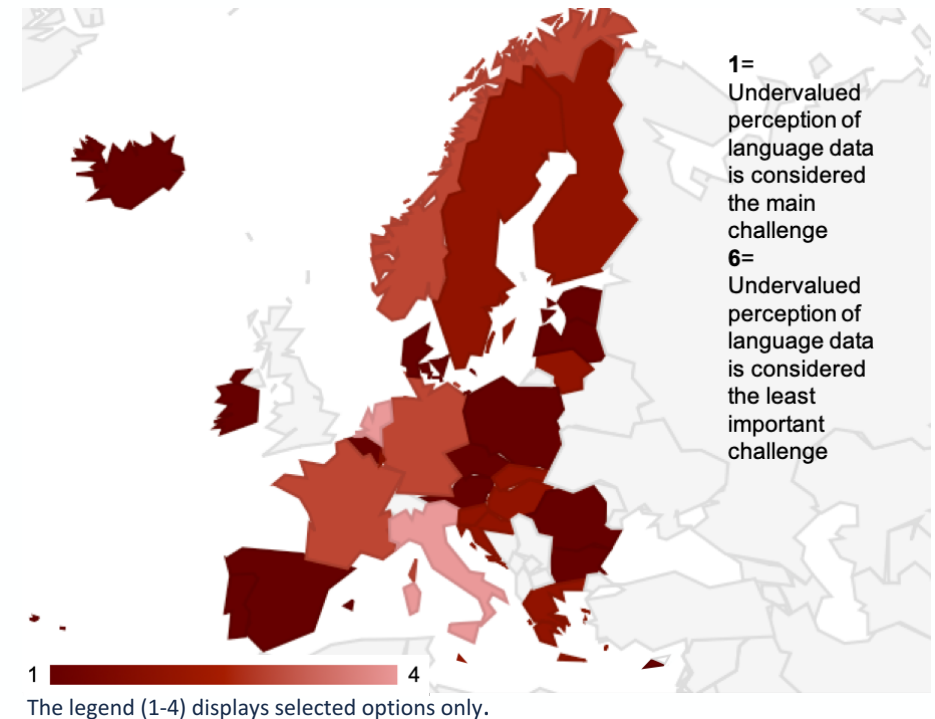 1=
Undervalued
perception of
language data
is considered
the main
challenge
6=
Undervalued
perception of
language data
is considered
the least
important
challenge
1 4
The legend (1-4) displays selected options only.